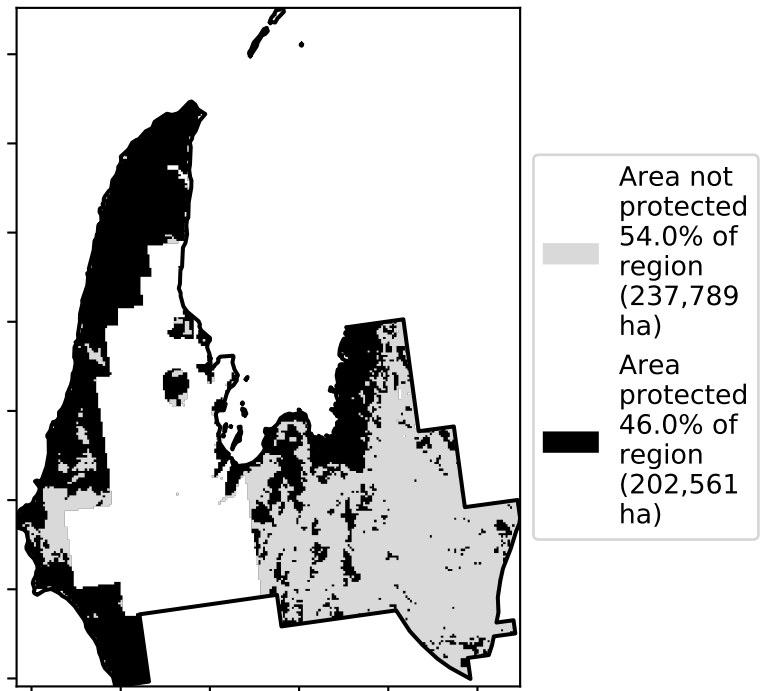 Area not
protected
54.0% of
region
(237,789
ha)
Area
protected
46.0% of
region
(202,561
ha)